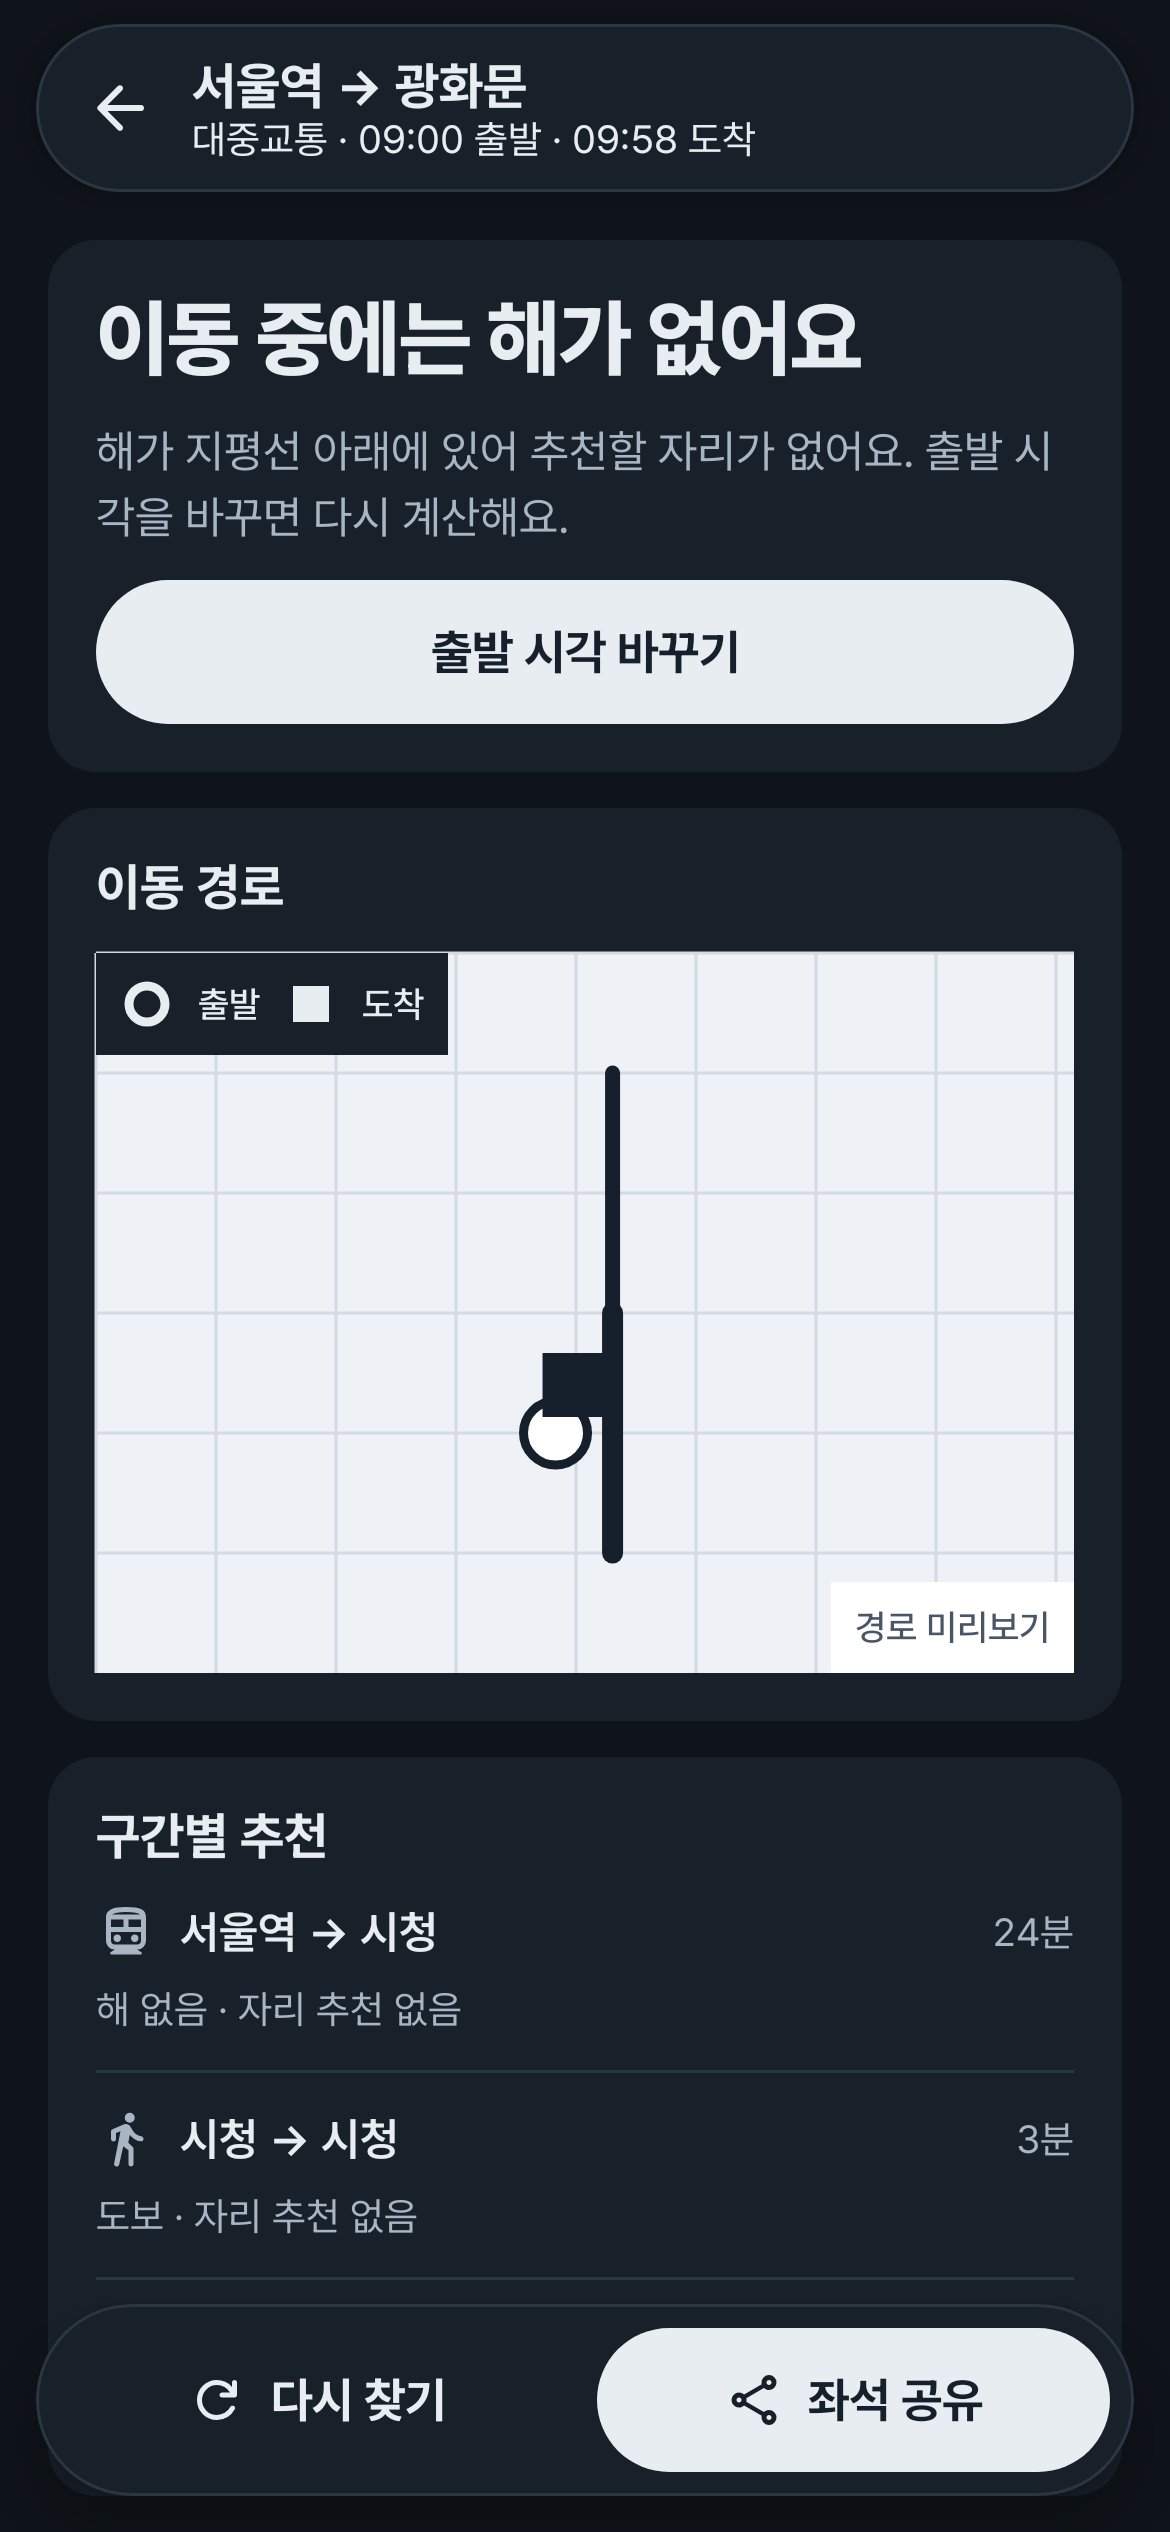 서울역 → 광화문
대중교통 · 09:00 출발 · 09:58 도착
이동 중에는 해가 없어요
해가 지평선 아래에 있어 추천할 자리가 없어요. 출발 시
각을 바꾸면 다시 계산해요.
출발 시각 바꾸기
이동 경로
출발 도착
경로 미리보기
구간별 추천
서울역 → 시청 24분
해 없음 · 자리 추천 없음
시청 → 시청 3분
도보 · 자리 추천 없음
다시 찾기 좌석 공유